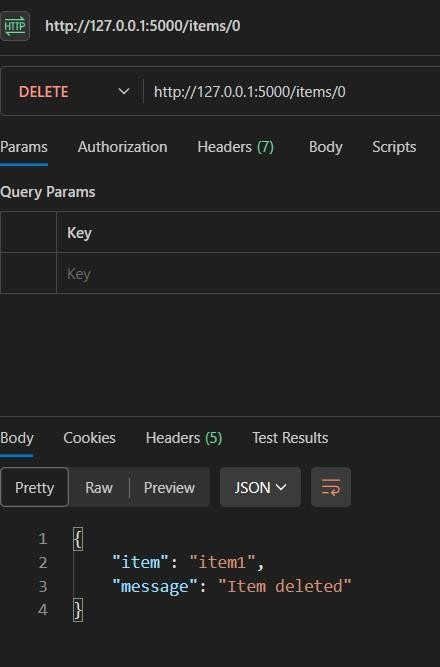 HTTP http://127.0.0.1:5000/items/0
DELETE http://127.0.0.1:5000/items/0
Params Authorization Headers (7) Body Scripts
Query Params
Key
Key
Body Cookies Headers (5) Test Results
Pretty Raw Preview JSON
1 {
2 "item": "item1",
3 "message": "Item deleted"
4 }